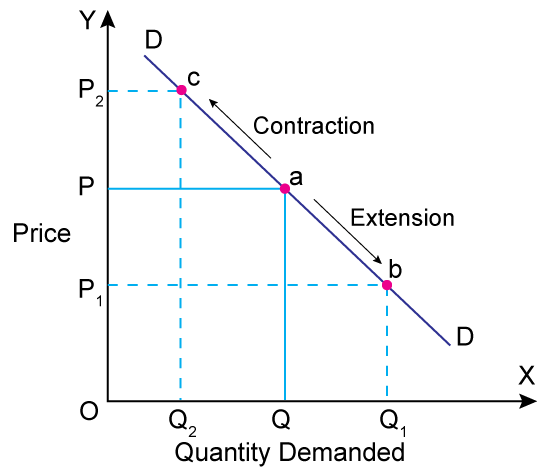 Y
D
c
P₂
Contraction
a
P
Extension
Price
b
P₁
D
X
O
Q₂ Q Q₁
Quantity Demanded